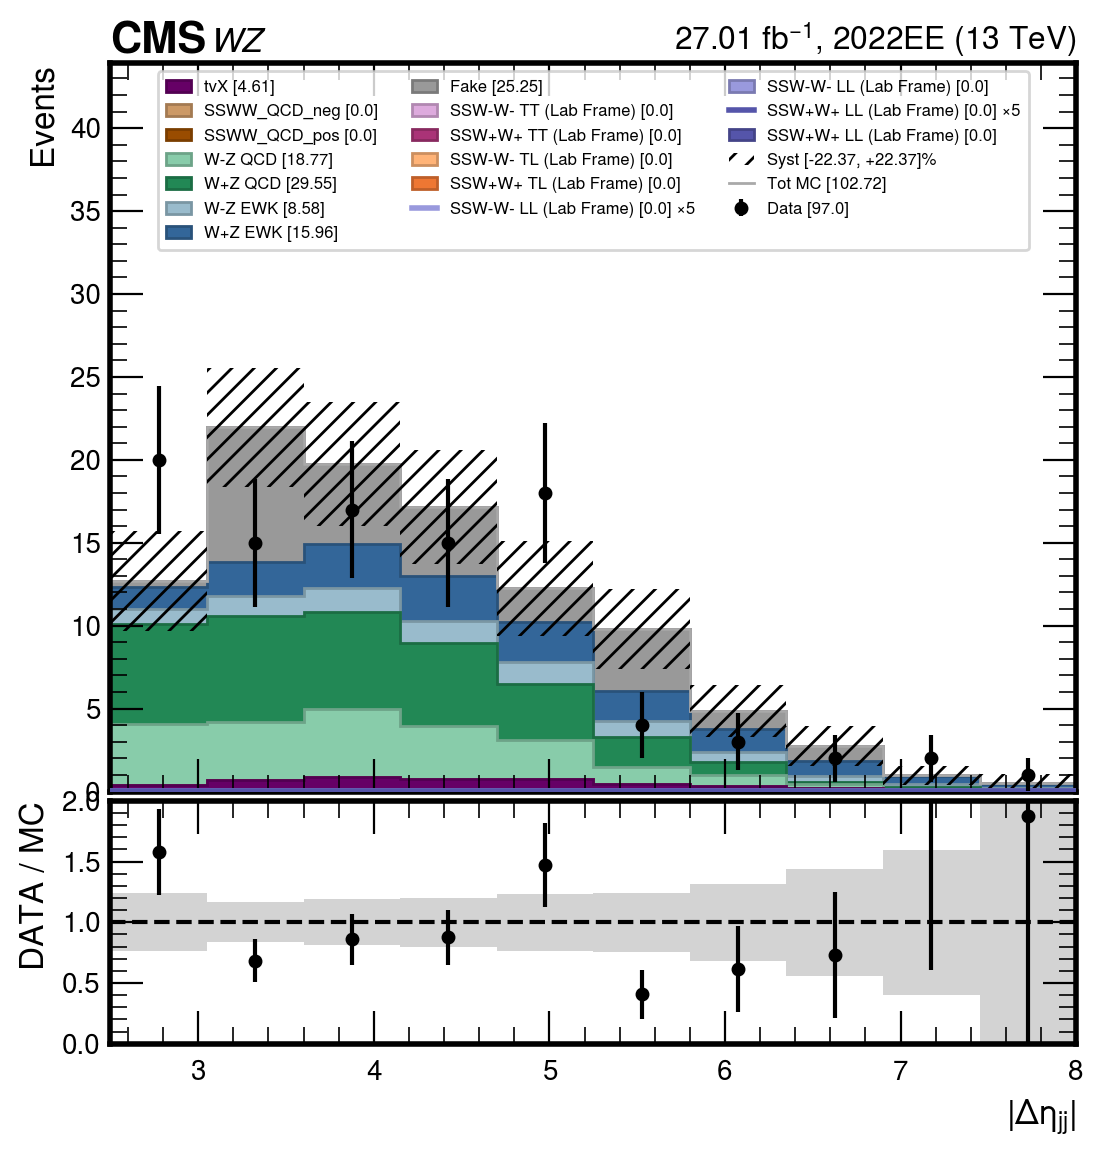 CMS WZ 27.01 fb⁻¹, 2022EE (13 TeV)
Events
tvX [4.61]
SSWW_QCD_neg [0.0]
SSWW_QCD_pos [0.0]
W-Z QCD [18.77]
W+Z QCD [29.55]
W-Z EWK [8.58]
W+Z EWK [15.96]
Fake [25.25]
SSW-W- TT (Lab Frame) [0.0]
SSW+W+ TT (Lab Frame) [0.0]
SSW-W- TL (Lab Frame) [0.0]
SSW+W+ TL (Lab Frame) [0.0]
SSW-W- LL (Lab Frame) [0.0] ×5
SSW-W- LL (Lab Frame) [0.0]
SSW+W+ LL (Lab Frame) [0.0] ×5
SSW+W+ LL (Lab Frame) [0.0]
Syst [-22.37, +22.37]%
Tot MC [102.72]
Data [97.0]
40
35
30
25
20
15
10
5
0
DATA / MC
2.0
1.5
1.0
0.5
0.0
3 4 5 6 7 8
|Δη_jj|